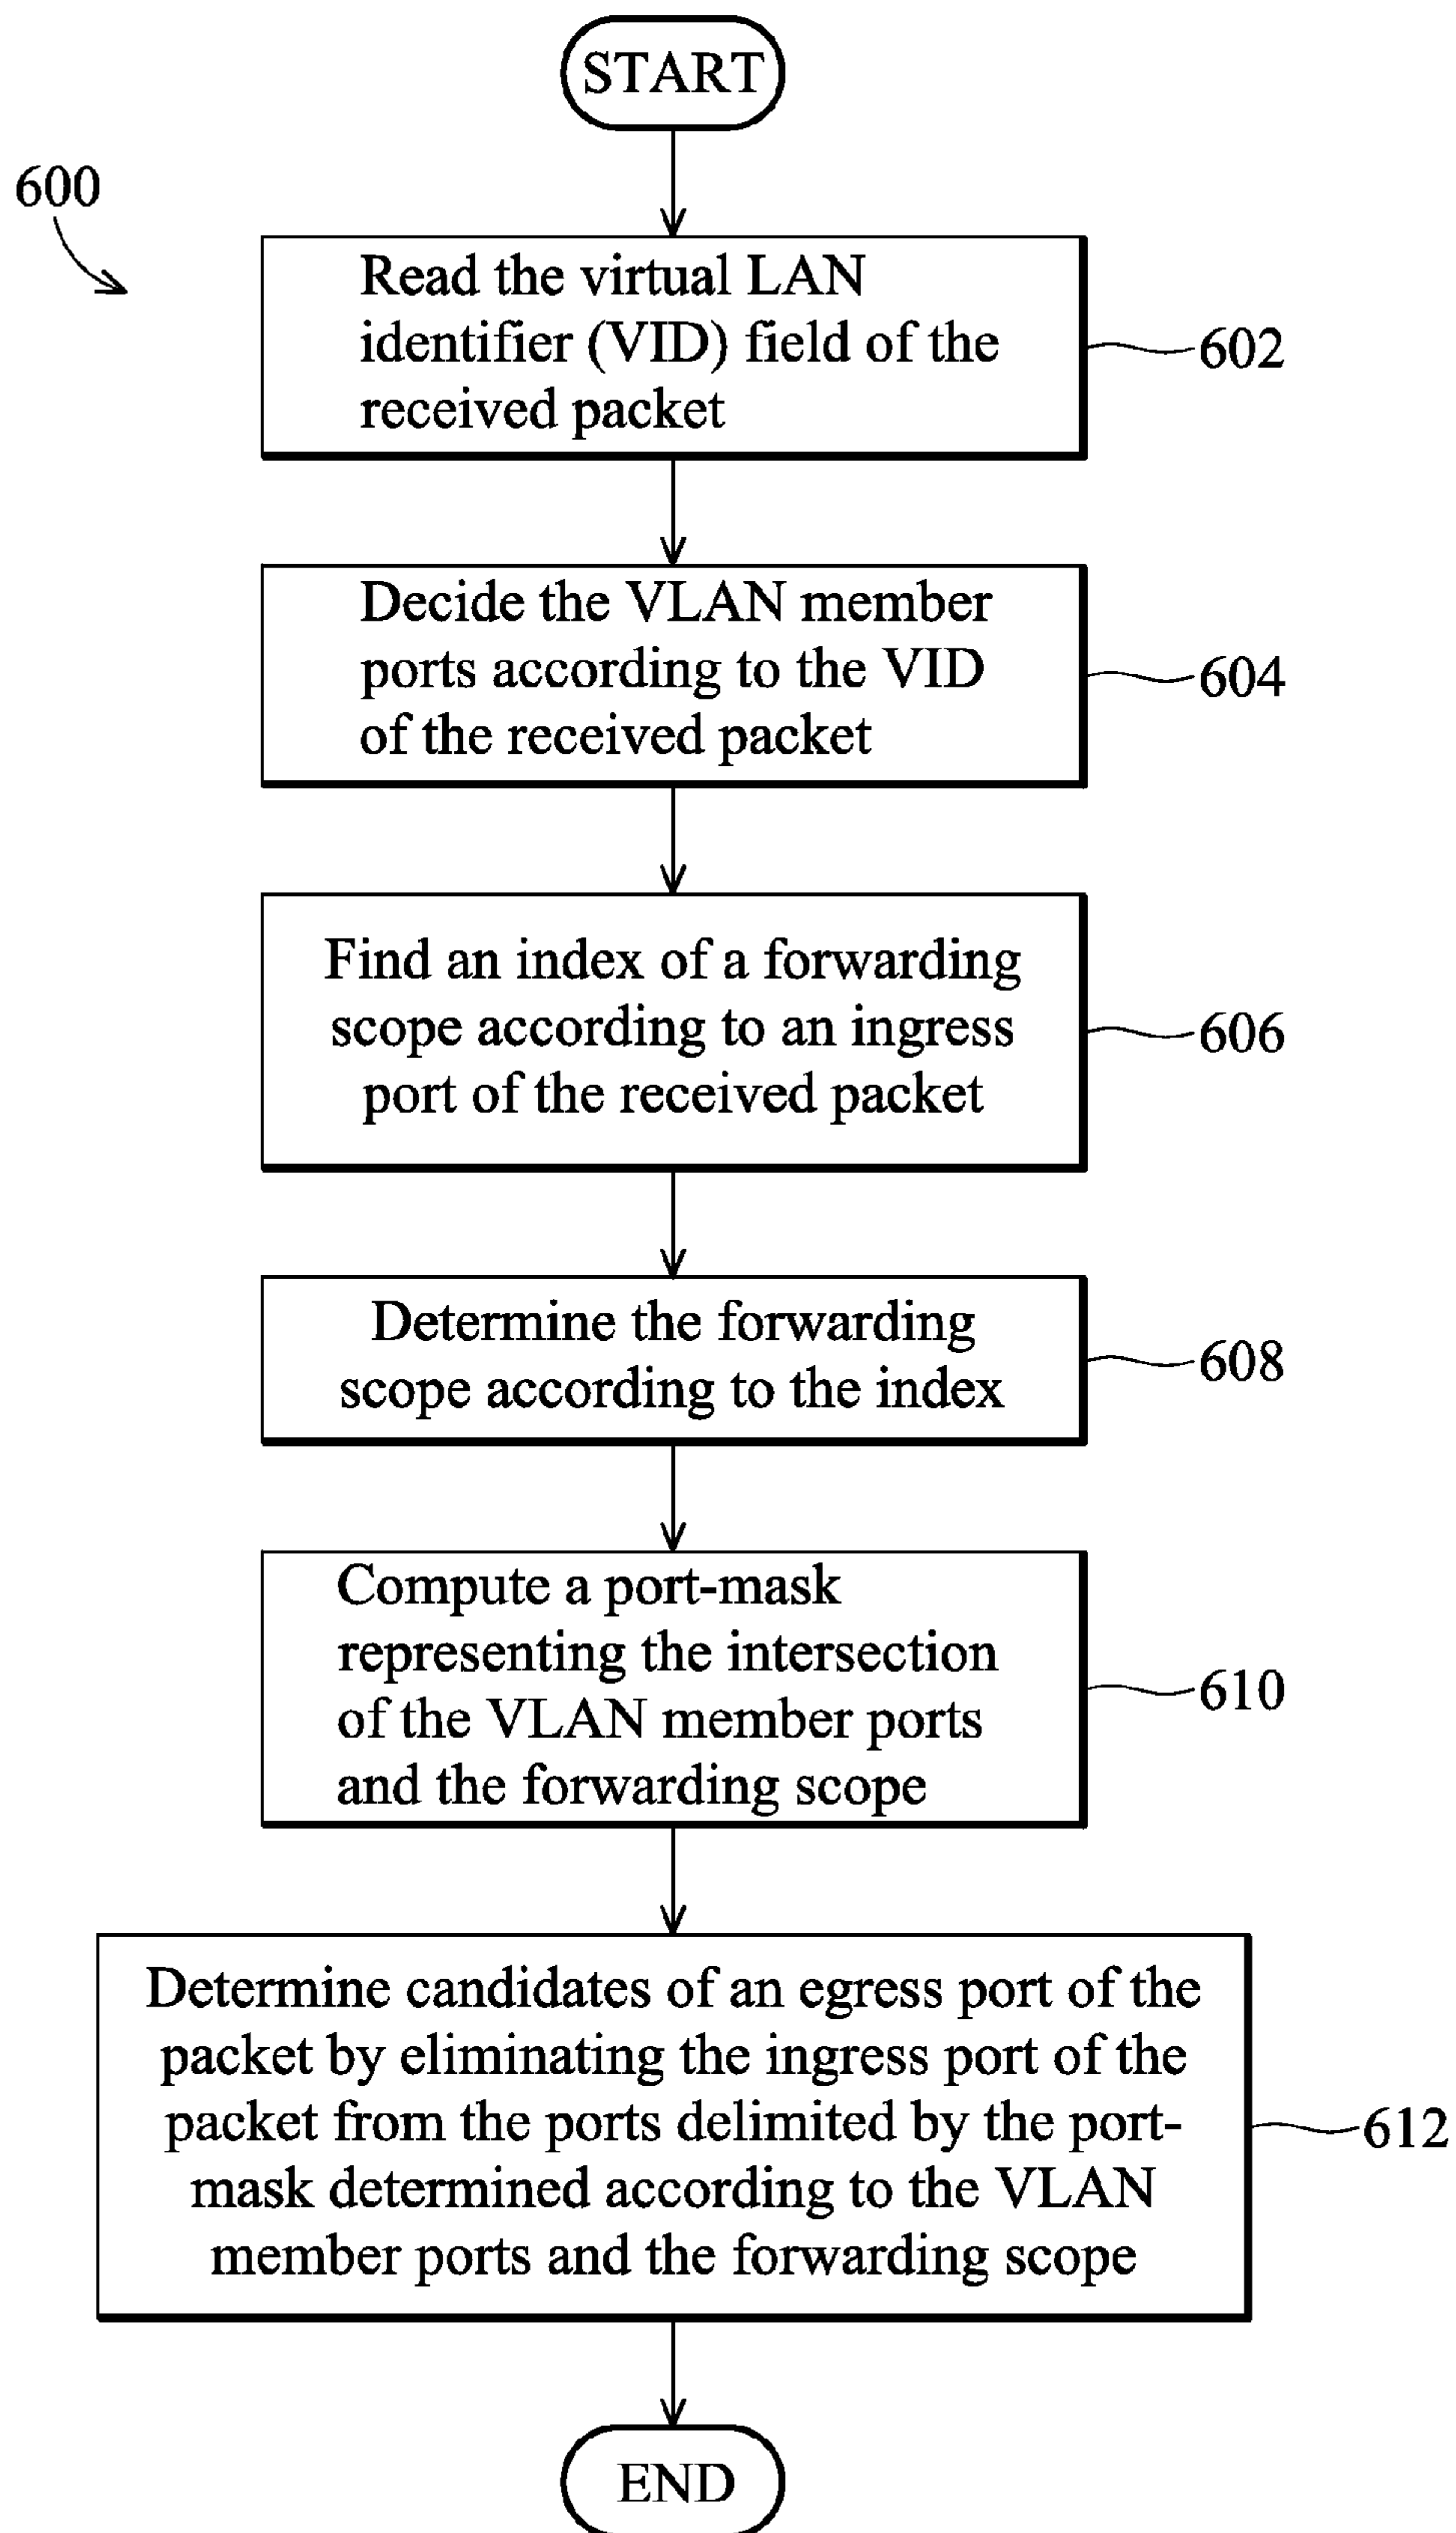 START
600
Read the virtual LAN
identifier (VID) field of the
received packet
602
Decide the VLAN member
ports according to the VID
of the received packet
604
Find an index of a forwarding
scope according to an ingress
port of the received packet
606
Determine the forwarding
scope according to the index
608
Compute a port-mask
representing the intersection
of the VLAN member ports
and the forwarding scope
610
Determine candidates of an egress port of the
packet by eliminating the ingress port of the
packet from the ports delimited by the port-
mask determined according to the VLAN
member ports and the forwarding scope
612
END